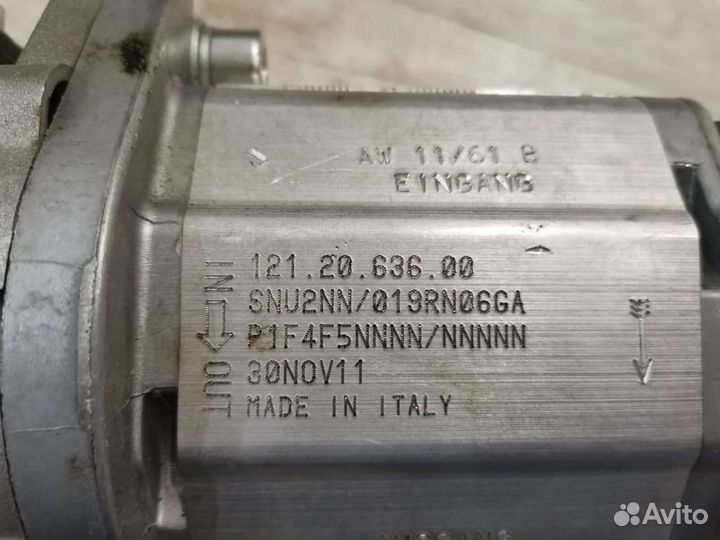 AW 11/61 B
EINGANG
IN
OUT
121.20.636.00
SNU2NN/019RN06GA
P1F4F5NNNN/NNNNN
30NOV11
MADE IN ITALY
Avito